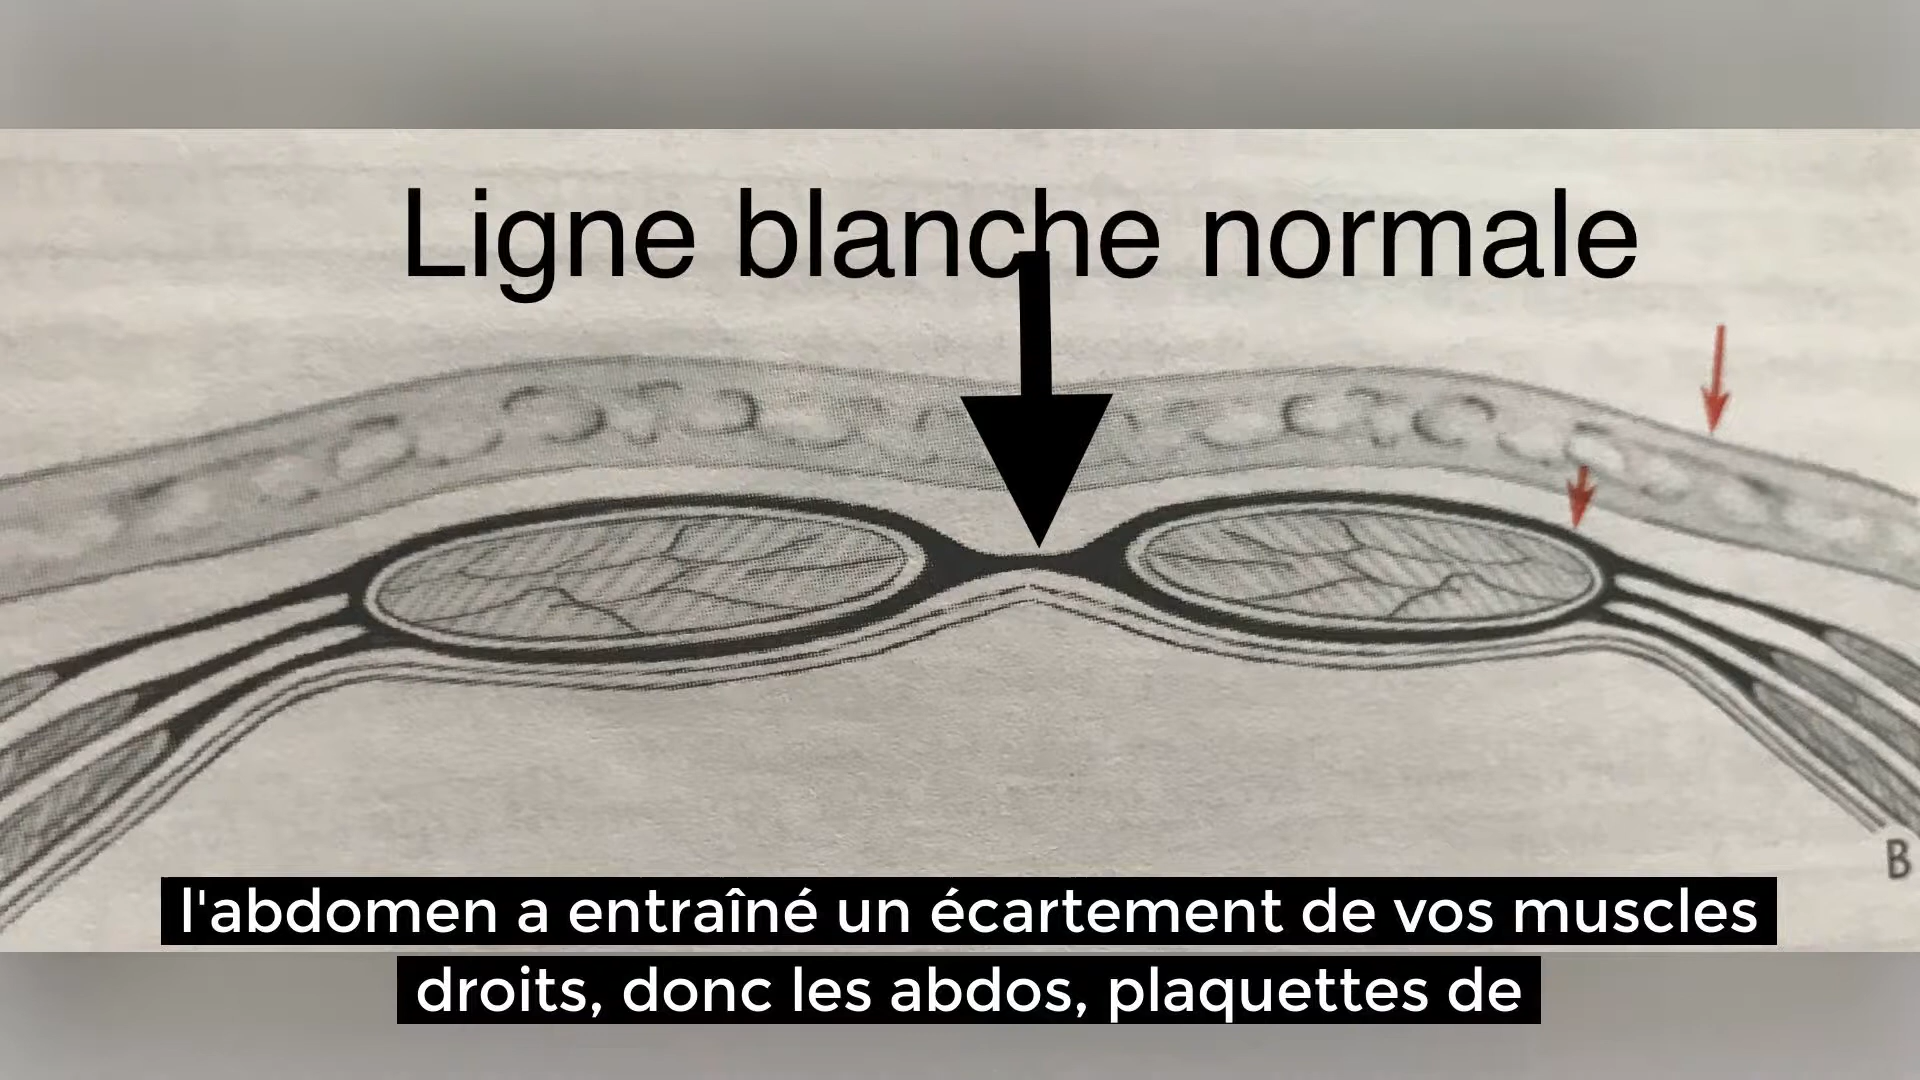 Ligne blanche normale
B
l'abdomen a entraîné un écartement de vos muscles
droits, donc les abdos, plaquettes de